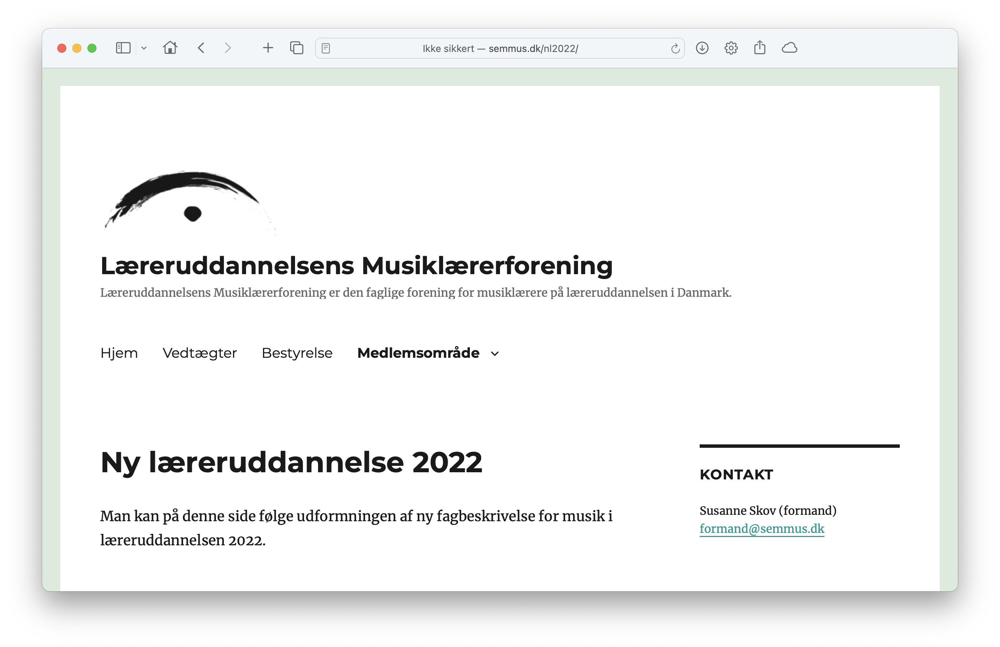 Ikke sikkert — semmus.dk/nl2022/
Læreruddannelsens Musiklærerforening
Læreruddannelsens Musiklærerforening er den faglige forening for musiklærere på læreruddannelsen i Danmark.
Hjem Vedtægter Bestyrelse Medlemsområde
Ny læreruddannelse 2022
Man kan på denne side følge udformningen af ny fagbeskrivelse for musik i
læreruddannelsen 2022.
KONTAKT
Susanne Skov (formand)
formand@semmus.dk